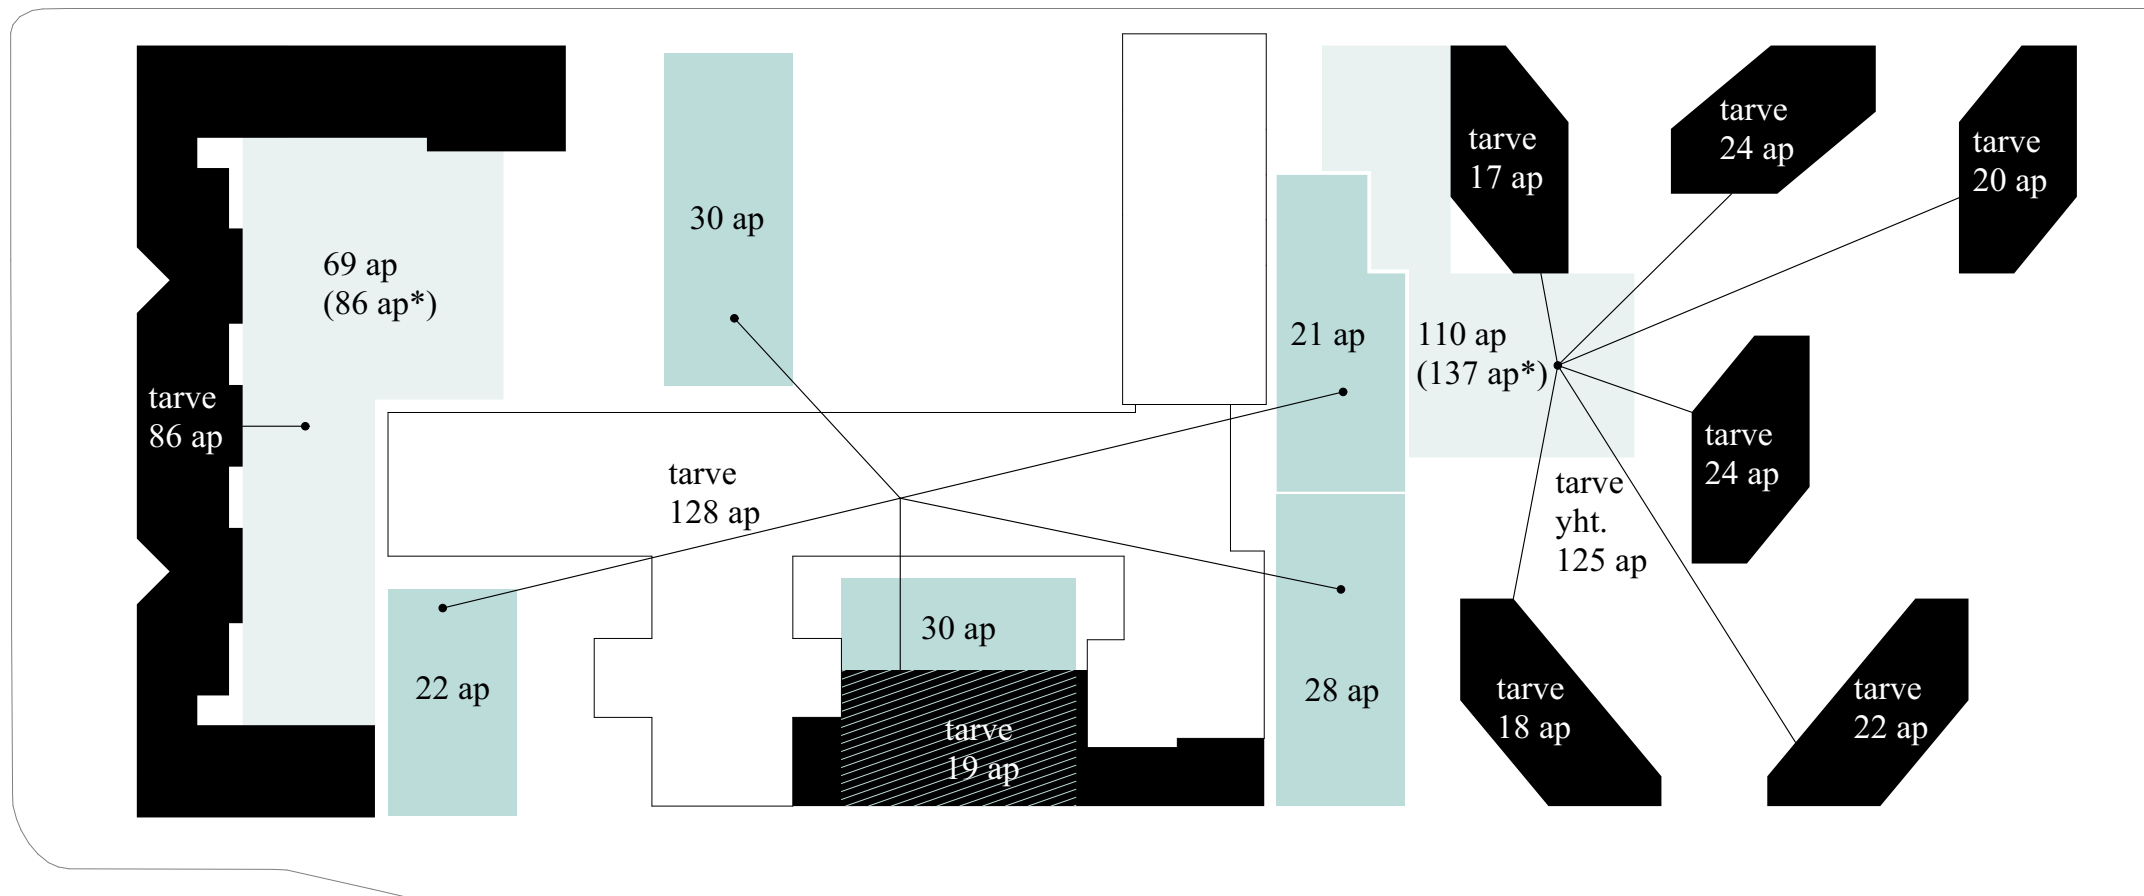 tarve
86 ap
69 ap
(86 ap*)
30 ap
tarve
128 ap
22 ap
30 ap
tarve
19 ap
21 ap
28 ap
110 ap
(137 ap*)
tarve
17 ap
tarve
24 ap
tarve
20 ap
tarve
24 ap
tarve
yht.
125 ap
tarve
18 ap
tarve
22 ap